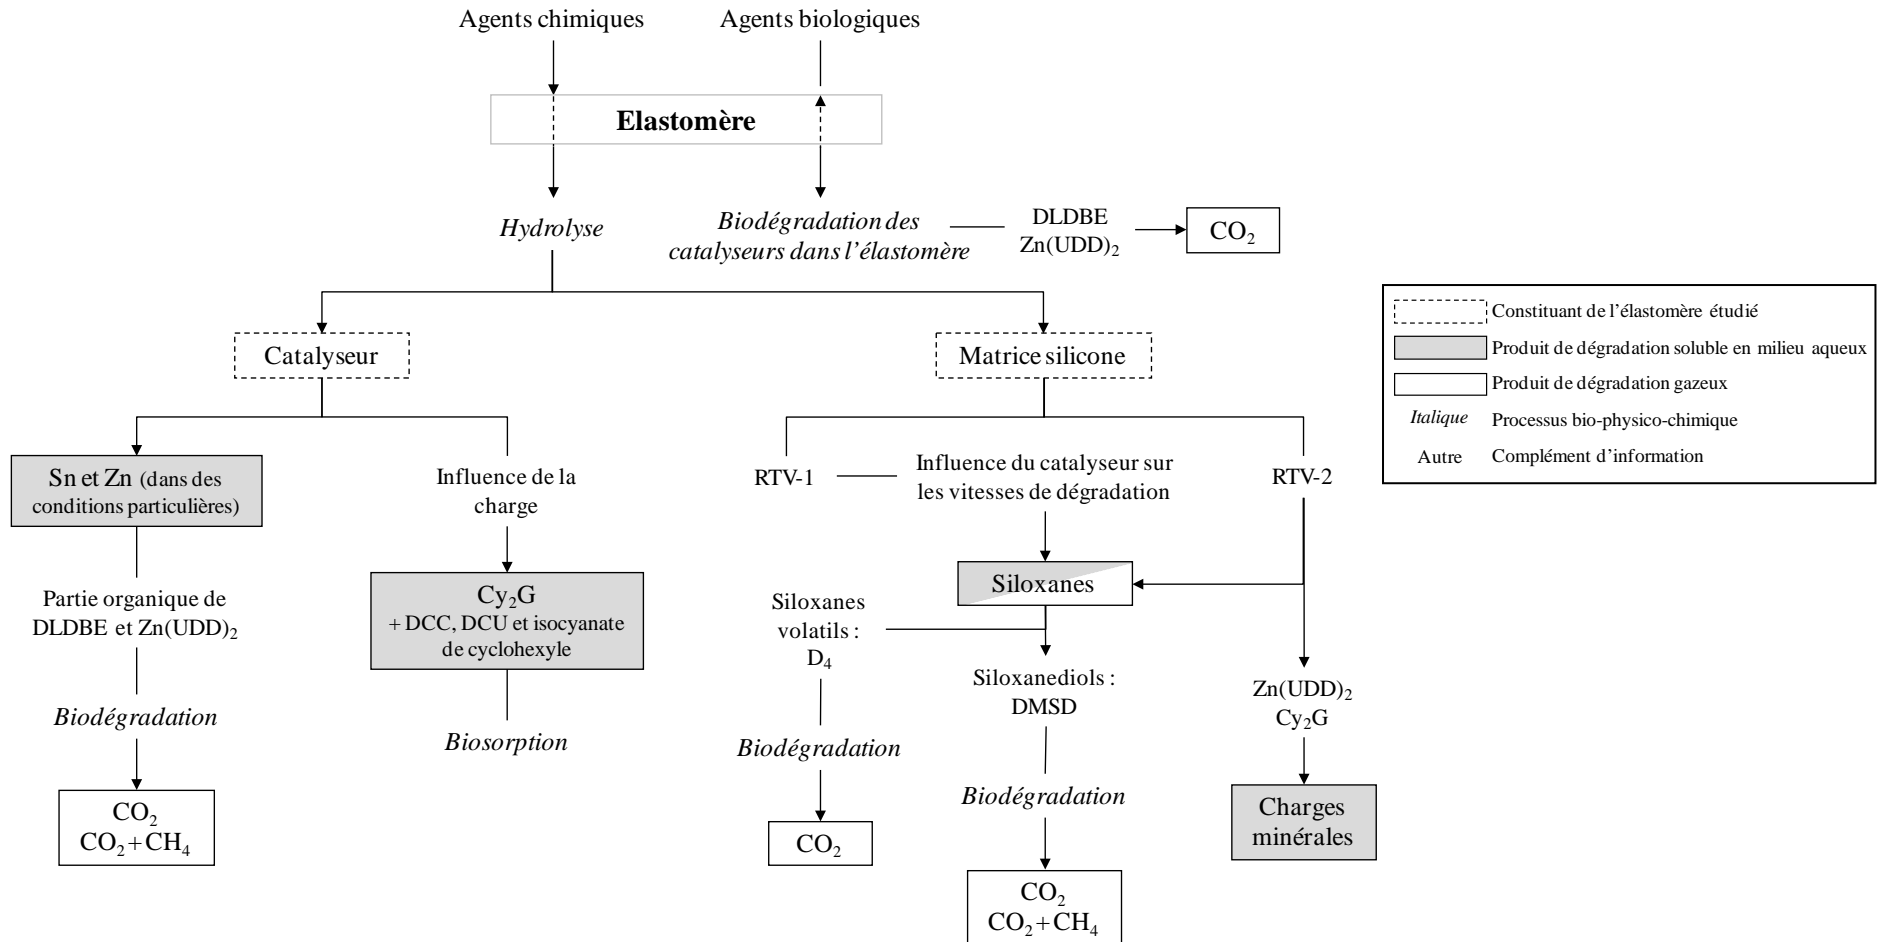 Agents chimiques
Agents biologiques
Elastomère
Hydrolyse
Biodégradation des
catalyseurs dans l'élastomère
DLDBE
Zn(UDD)₂
CO₂
Catalyseur
Matrice silicone
Constituant de l'élastomère étudié
Produit de dégradation soluble en milieu aqueux
Produit de dégradation gazeux
Italique Processus bio-physico-chimique
Autre Complément d'information
Sn et Zn (dans des
conditions particulières)
Influence de la
charge
RTV-1
Influence du catalyseur sur
les vitesses de dégradation
RTV-2
Partie organique de
DLDBE et Zn(UDD)₂
Cy₂G
+ DCC, DCU et isocyanate
de cyclohexyle
Siloxanes
Siloxanes
volatils :
D₄
Siloxanediols :
DMSD
Zn(UDD)₂
Cy₂G
Biodégradation
Biosorption
Biodégradation
Biodégradation
CO₂
CO₂ + CH₄
CO₂
Charges
minérales
CO₂
CO₂ + CH₄